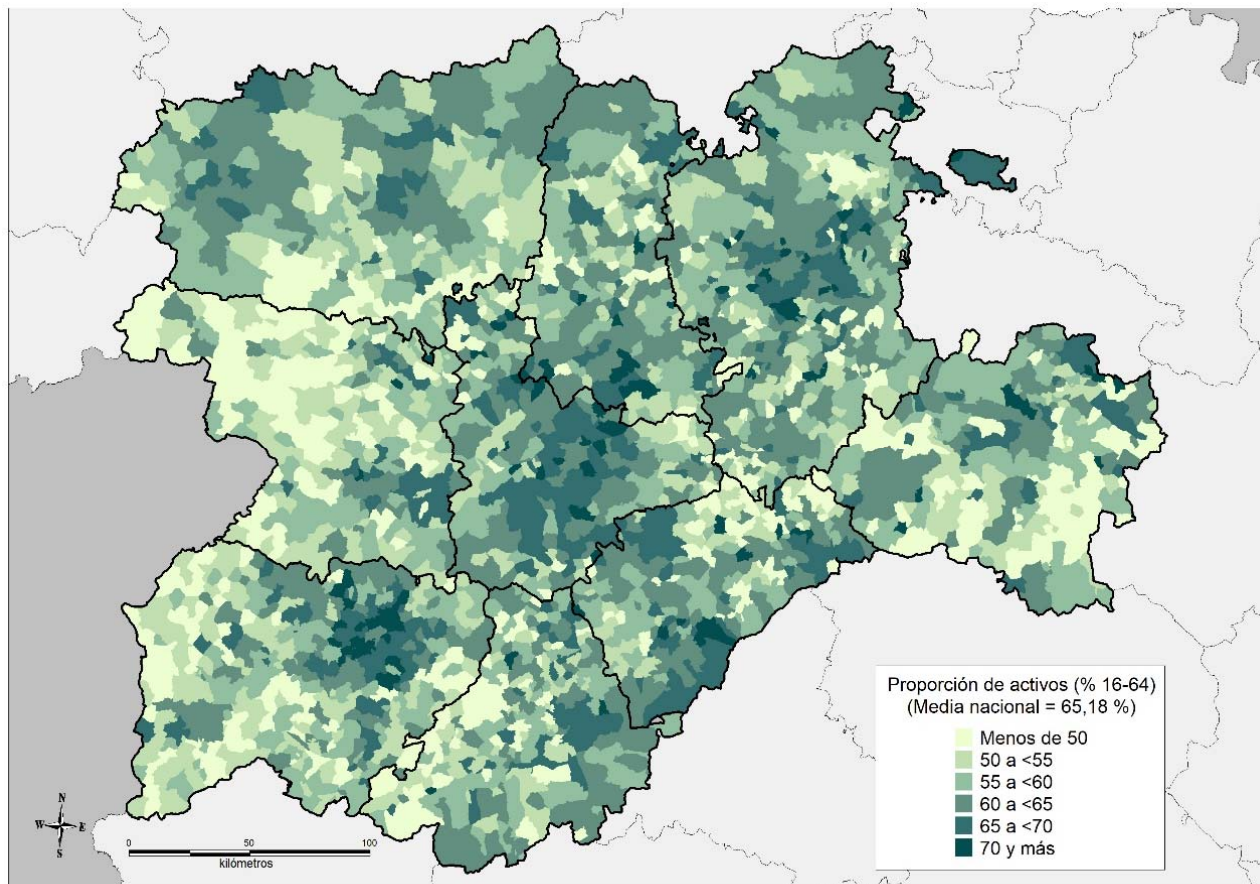 Proporción de activos (% 16-64)
(Media nacional = 65,18 %)
Menos de 50
50 a <55
55 a <60
60 a <65
65 a <70
70 y más
N
W E
S
0 50 100
kilómetros